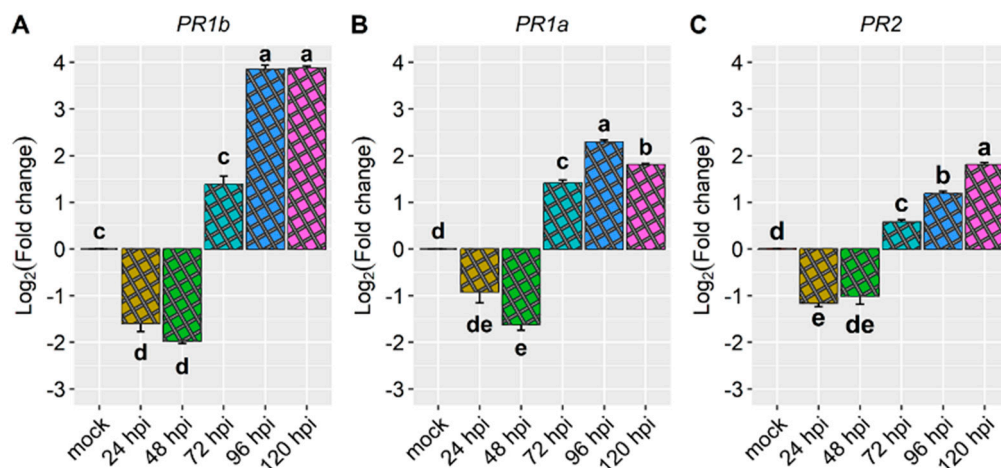 A PR1b
Log2(Fold change)
4
3
2
1
0
-1
-2
-3
c
d
d
c
a
a
mock
24 hpi
48 hpi
72 hpi
96 hpi
120 hpi
B PR1a
Log2(Fold change)
4
3
2
1
0
-1
-2
-3
d
de
e
c
a
b
mock
24 hpi
48 hpi
72 hpi
96 hpi
120 hpi
C PR2
Log2(Fold change)
4
3
2
1
0
-1
-2
-3
d
e
de
c
b
a
mock
24 hpi
48 hpi
72 hpi
96 hpi
120 hpi